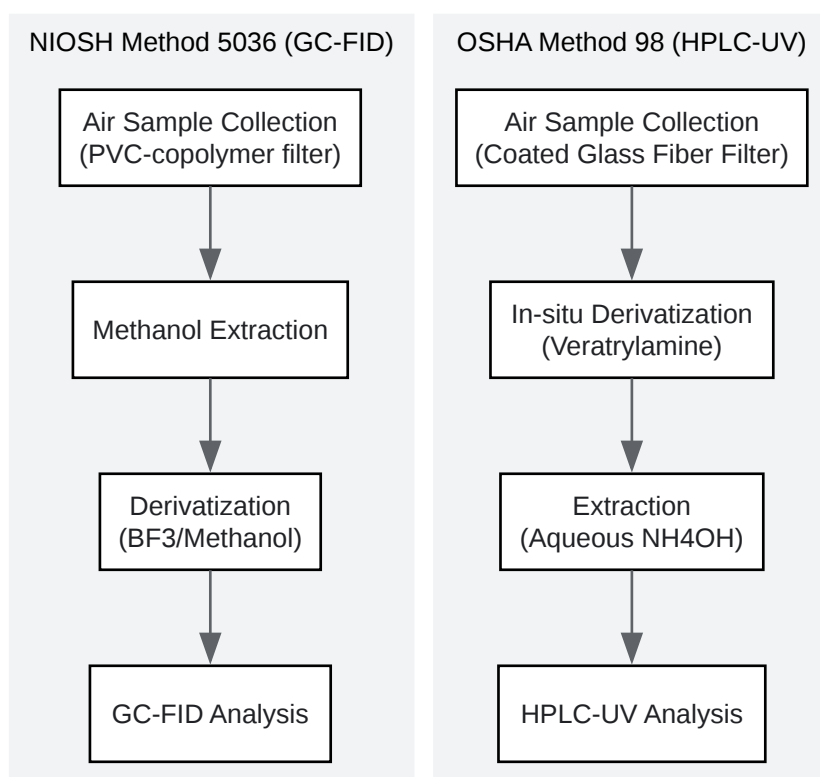 NIOSH Method 5036 (GC-FID)
Air Sample Collection
(PVC-copolymer filter)
Methanol Extraction
Derivatization
(BF3/Methanol)
GC-FID Analysis
OSHA Method 98 (HPLC-UV)
Air Sample Collection
(Coated Glass Fiber Filter)
In-situ Derivatization
(Veratrylamine)
Extraction
(Aqueous NH4OH)
HPLC-UV Analysis